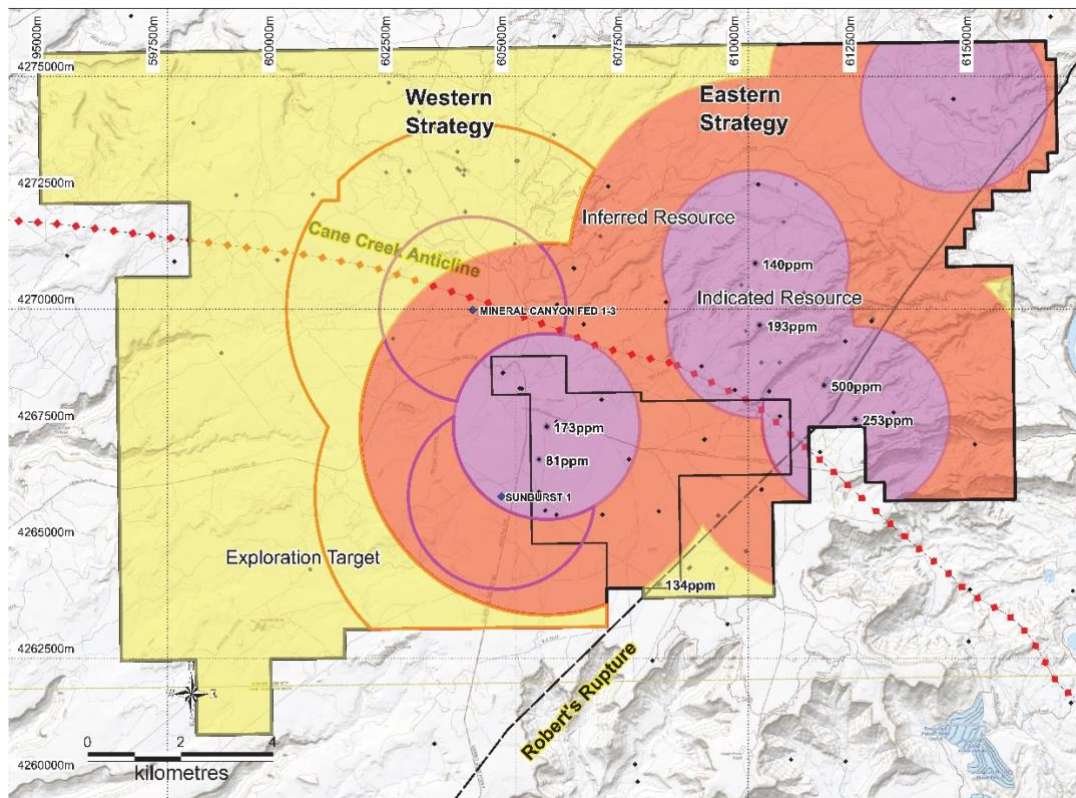 595000m
597500m
600000m
602500m
605000m
607500m
610000m
612500m
615000m
4275000m
Western
Strategy
Eastern
Strategy
4272500m
Inferred Resource
Cane Creek Anticline
140ppm
Indicated Resource
4270000m
MINERAL CANYON FED 1-3
193ppm
500ppm
4267500m
253ppm
173ppm
81ppm
SUNBURST 1
4265000m
Exploration Target
134ppm
4262500m
Robert's Rupture
0 2 4
kilometres
4260000m